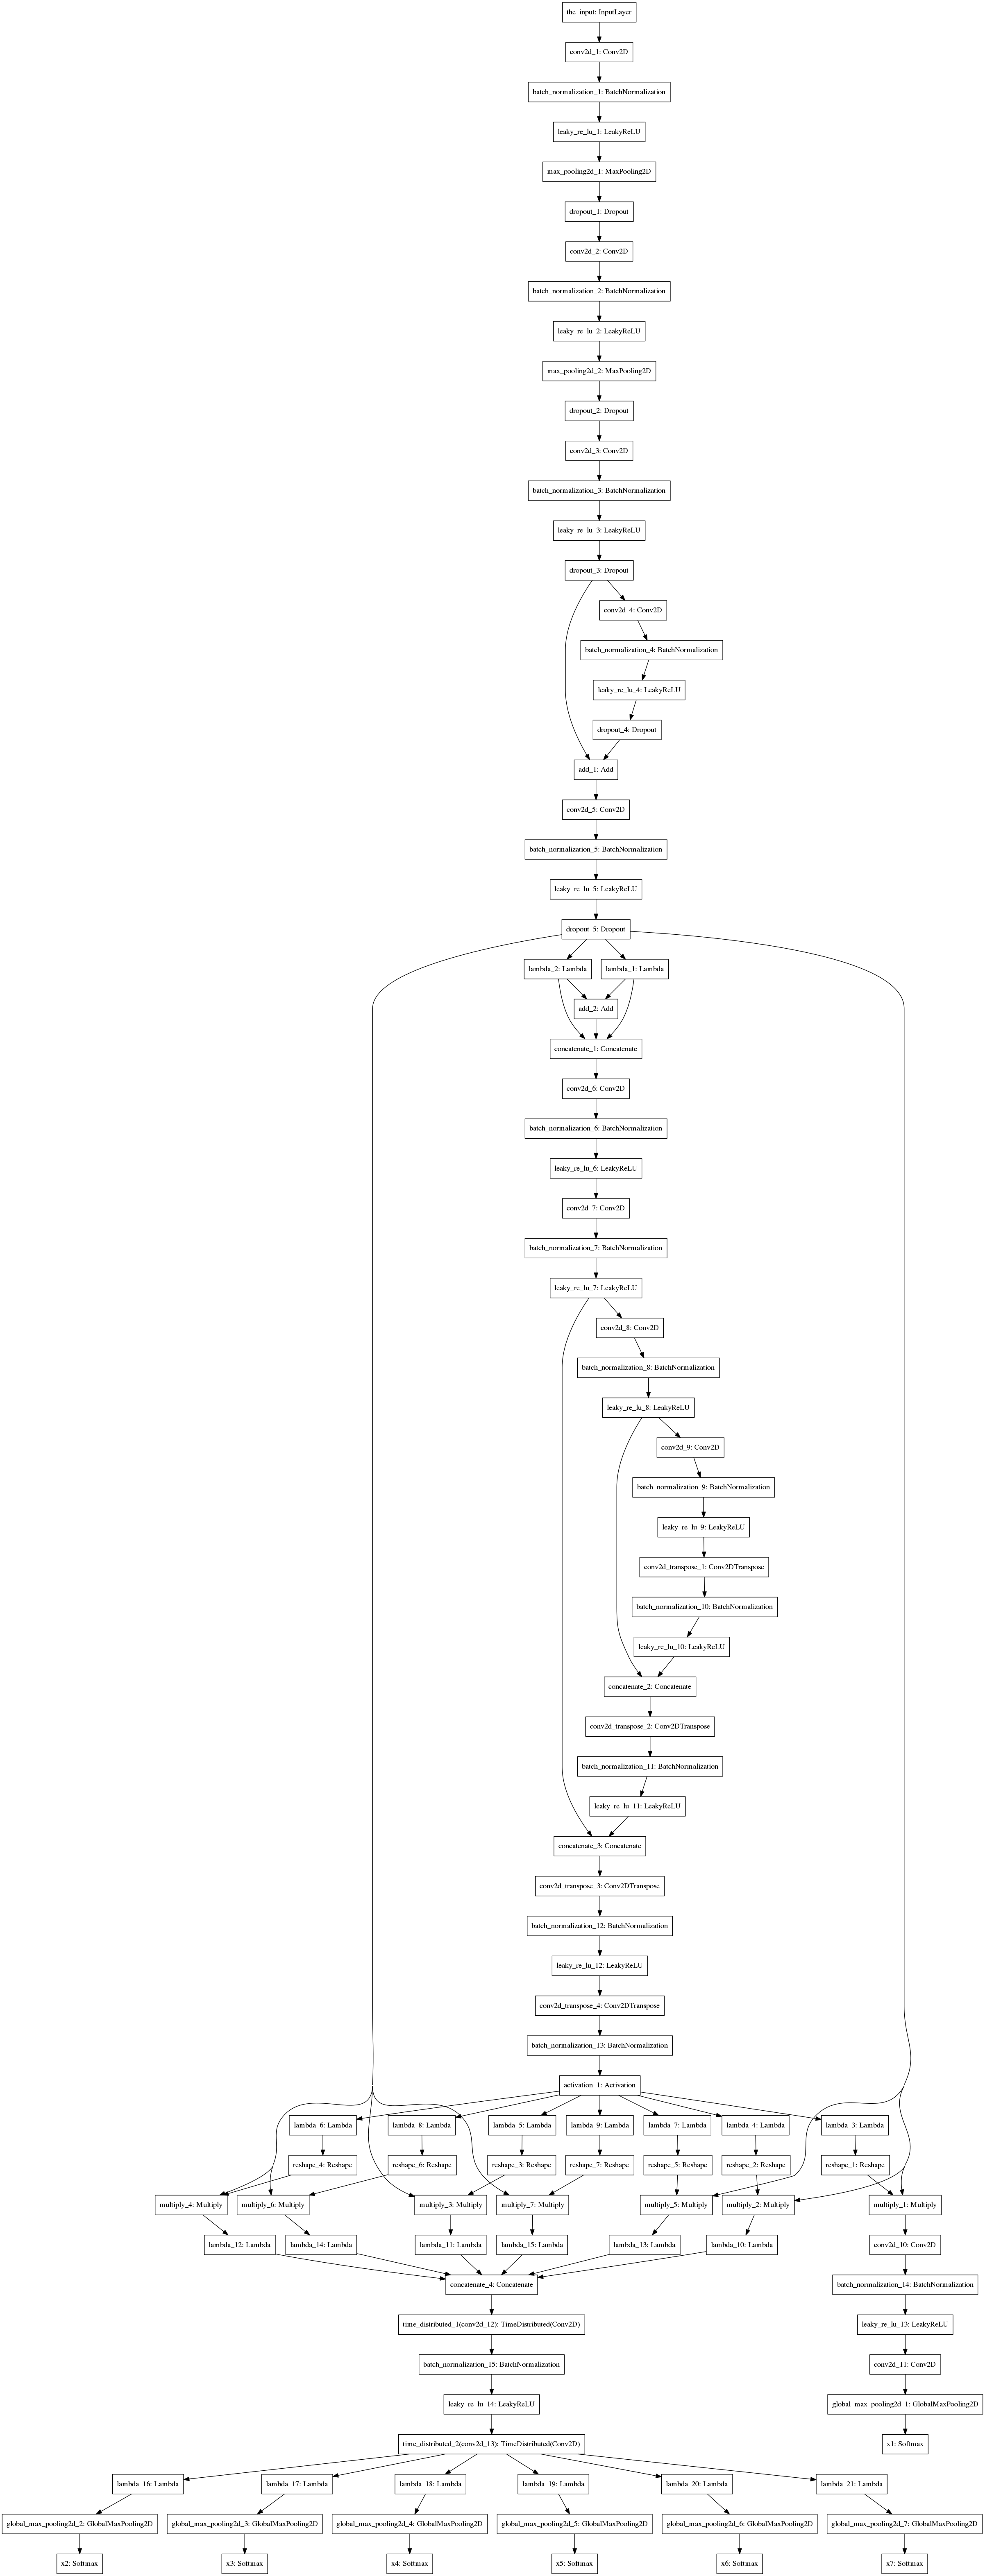 the_input: InputLayer
conv2d_1: Conv2D
batch_normalization_1: BatchNormalization
leaky_re_lu_1: LeakyReLU
max_pooling2d_1: MaxPooling2D
dropout_1: Dropout
conv2d_2: Conv2D
batch_normalization_2: BatchNormalization
leaky_re_lu_2: LeakyReLU
max_pooling2d_2: MaxPooling2D
dropout_2: Dropout
conv2d_3: Conv2D
batch_normalization_3: BatchNormalization
leaky_re_lu_3: LeakyReLU
dropout_3: Dropout
conv2d_4: Conv2D
batch_normalization_4: BatchNormalization
leaky_re_lu_4: LeakyReLU
dropout_4: Dropout
add_1: Add
conv2d_5: Conv2D
batch_normalization_5: BatchNormalization
leaky_re_lu_5: LeakyReLU
dropout_5: Dropout
lambda_2: Lambda
lambda_1: Lambda
add_2: Add
concatenate_1: Concatenate
conv2d_6: Conv2D
batch_normalization_6: BatchNormalization
leaky_re_lu_6: LeakyReLU
conv2d_7: Conv2D
batch_normalization_7: BatchNormalization
leaky_re_lu_7: LeakyReLU
conv2d_8: Conv2D
batch_normalization_8: BatchNormalization
leaky_re_lu_8: LeakyReLU
conv2d_9: Conv2D
batch_normalization_9: BatchNormalization
leaky_re_lu_9: LeakyReLU
conv2d_transpose_1: Conv2DTranspose
batch_normalization_10: BatchNormalization
leaky_re_lu_10: LeakyReLU
concatenate_2: Concatenate
conv2d_transpose_2: Conv2DTranspose
batch_normalization_11: BatchNormalization
leaky_re_lu_11: LeakyReLU
concatenate_3: Concatenate
conv2d_transpose_3: Conv2DTranspose
batch_normalization_12: BatchNormalization
leaky_re_lu_12: LeakyReLU
conv2d_transpose_4: Conv2DTranspose
batch_normalization_13: BatchNormalization
activation_1: Activation
lambda_6: Lambda
lambda_8: Lambda
lambda_5: Lambda
lambda_9: Lambda
lambda_7: Lambda
lambda_4: Lambda
lambda_3: Lambda
reshape_4: Reshape
reshape_6: Reshape
reshape_3: Reshape
reshape_7: Reshape
reshape_5: Reshape
reshape_2: Reshape
reshape_1: Reshape
multiply_4: Multiply
multiply_6: Multiply
multiply_3: Multiply
multiply_7: Multiply
multiply_5: Multiply
multiply_2: Multiply
multiply_1: Multiply
lambda_12: Lambda
lambda_14: Lambda
lambda_11: Lambda
lambda_15: Lambda
lambda_13: Lambda
lambda_10: Lambda
conv2d_10: Conv2D
concatenate_4: Concatenate
batch_normalization_14: BatchNormalization
time_distributed_1(conv2d_12): TimeDistributed(Conv2D)
leaky_re_lu_13: LeakyReLU
batch_normalization_15: BatchNormalization
conv2d_11: Conv2D
leaky_re_lu_14: LeakyReLU
global_max_pooling2d_1: GlobalMaxPooling2D
time_distributed_2(conv2d_13): TimeDistributed(Conv2D)
x1: Softmax
lambda_16: Lambda
lambda_17: Lambda
lambda_18: Lambda
lambda_19: Lambda
lambda_20: Lambda
lambda_21: Lambda
global_max_pooling2d_2: GlobalMaxPooling2D
global_max_pooling2d_3: GlobalMaxPooling2D
global_max_pooling2d_4: GlobalMaxPooling2D
global_max_pooling2d_5: GlobalMaxPooling2D
global_max_pooling2d_6: GlobalMaxPooling2D
global_max_pooling2d_7: GlobalMaxPooling2D
x2: Softmax
x3: Softmax
x4: Softmax
x5: Softmax
x6: Softmax
x7: Softmax